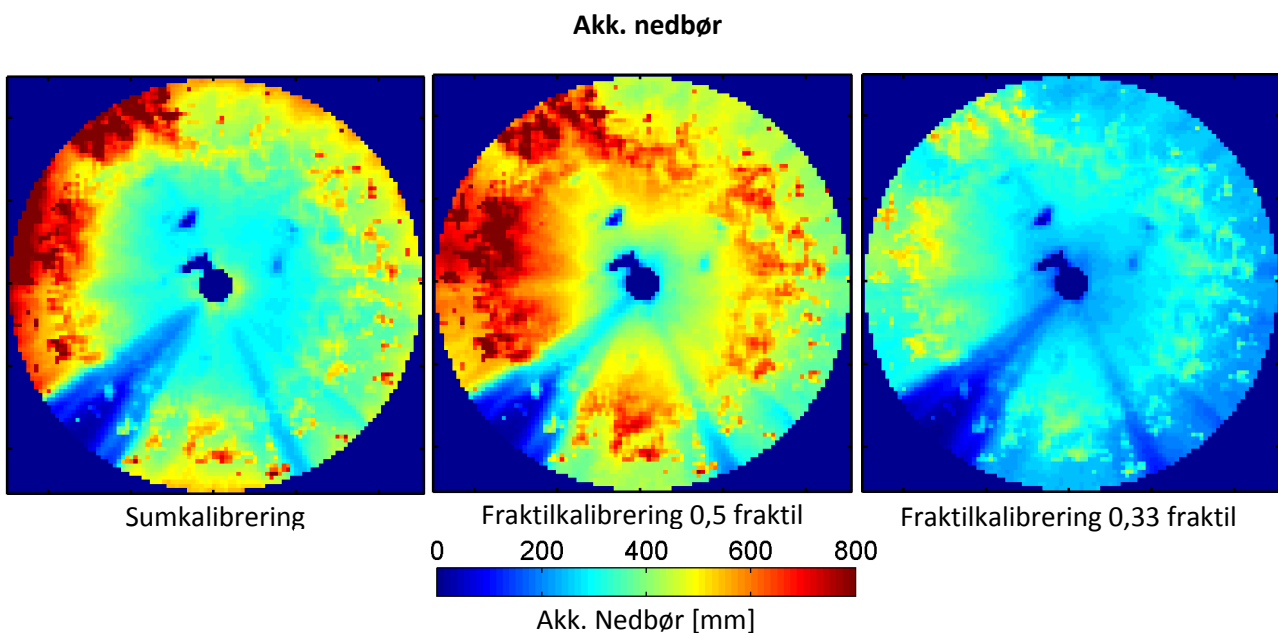 Akk. nedbør
Sumkalibrering
Fraktilkalibrering 0,5 fraktil
Fraktilkalibrering 0,33 fraktil
0 200 400 600 800
Akk. Nedbør [mm]